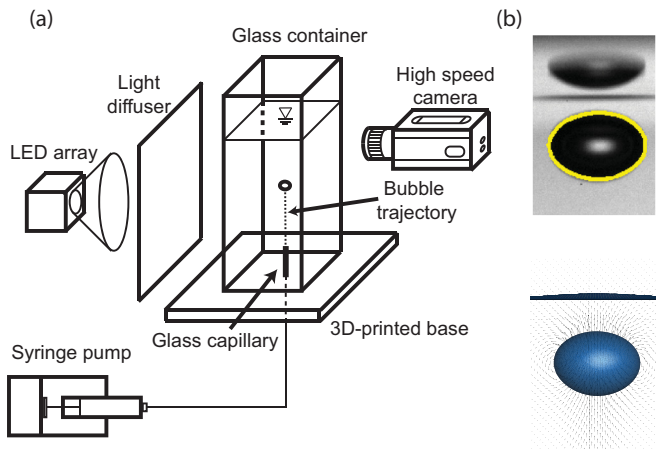 (a)
(b)
Glass container
Light
diffuser
High speed
camera
LED array
Bubble
trajectory
Glass capillary
3D-printed base
Syringe pump